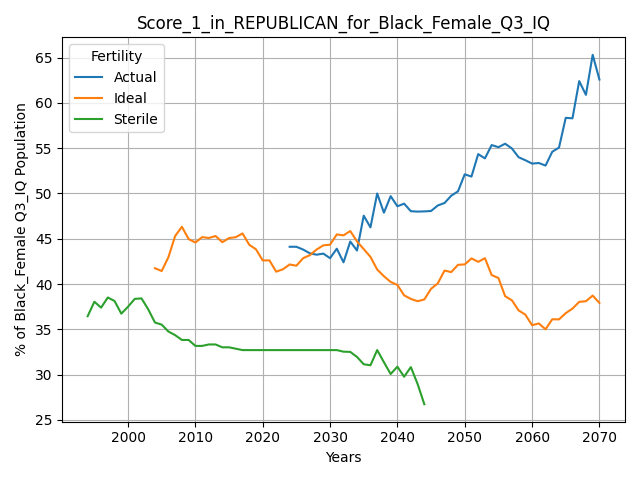 Score_1_in_REPUBLICAN_for_Black_Female_Q3_IQ
Fertility
Actual
Ideal
Sterile
% of Black_Female Q3_IQ Population
65
60
55
50
45
40
35
30
25
2000
2010
2020
2030
2040
2050
2060
2070
Years